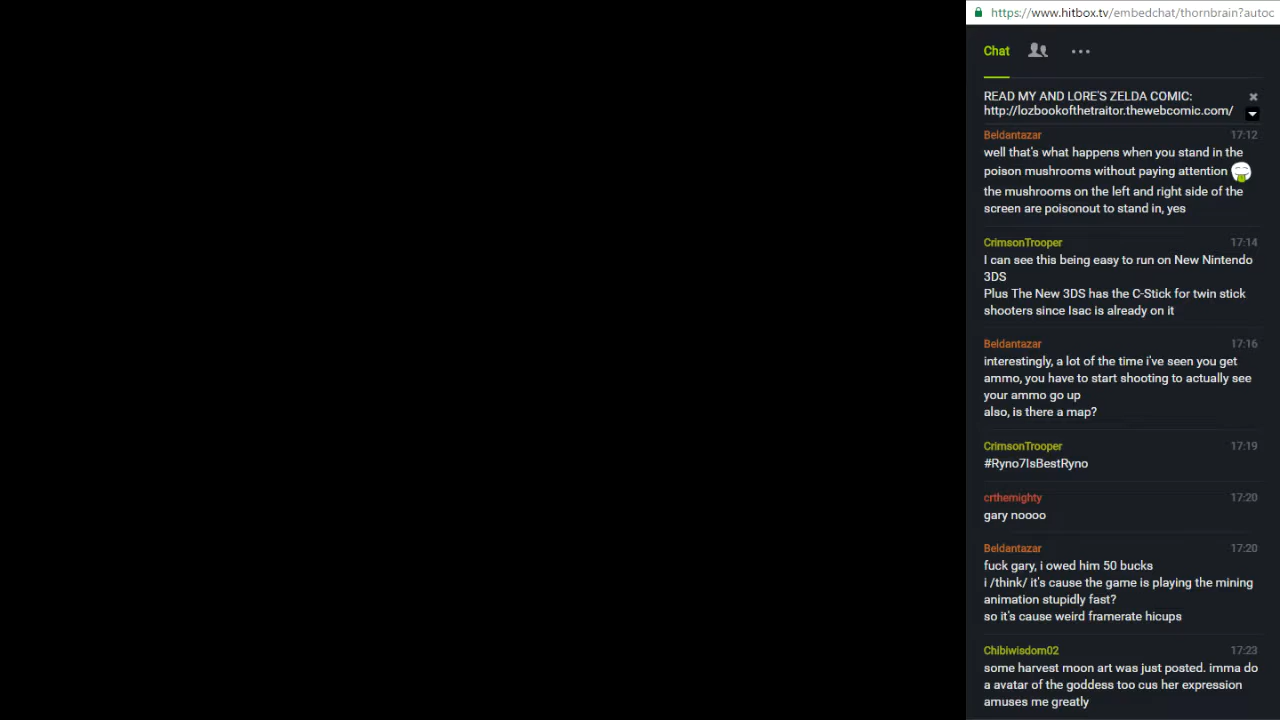 https://www.hitbox.tv/embedchat/thornbrain?autoc
Chat
READ MY AND LORE'S ZELDA COMIC:
http://lozbookofthetraitor.thewebcomic.com/
Beldantazar 17:12
well that's what happens when you stand in the
poison mushrooms without paying attention
the mushrooms on the left and right side of the
screen are poisonout to stand in, yes
CrimsonTrooper 17:14
I can see this being easy to run on New Nintendo
3DS
Plus The New 3DS has the C-Stick for twin stick
shooters since Isac is already on it
Beldantazar 17:16
interestingly, a lot of the time i've seen you get
ammo, you have to start shooting to actually see
your ammo go up
also, is there a map?
CrimsonTrooper 17:19
#Ryno7IsBestRyno
crthemighty 17:20
gary noooo
Beldantazar 17:20
fuck gary, i owed him 50 bucks
i /think/ it's cause the game is playing the mining
animation stupidly fast?
so it's cause weird framerate hicups
Chibiwisdom02 17:23
some harvest moon art was just posted. imma do
a avatar of the goddess too cus her expression
amuses me greatly